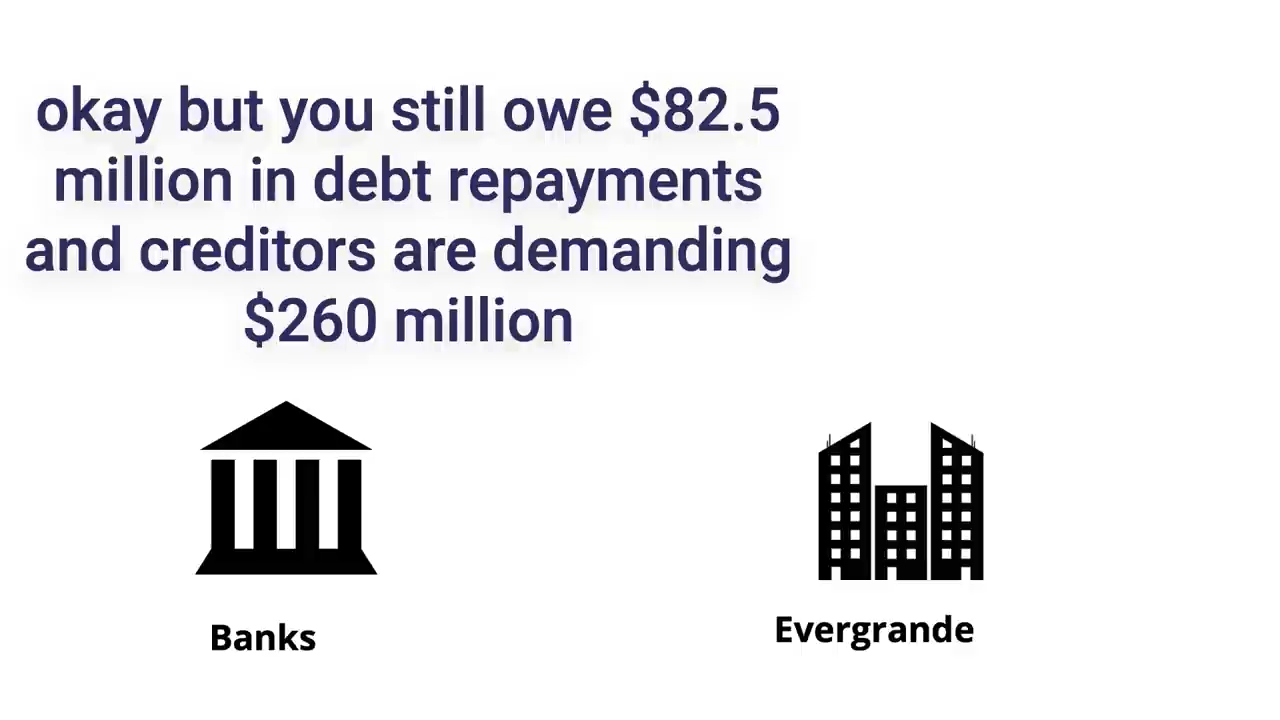 okay but you still owe $82.5
million in debt repayments
and creditors are demanding
$260 million
Banks
Evergrande